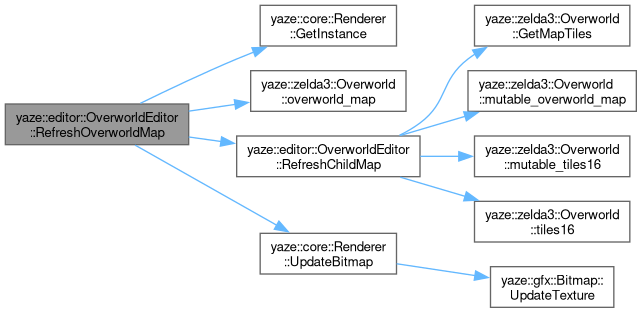 yaze::editor::OverworldEditor
::RefreshOverworldMap
yaze::core::Renderer
::GetInstance
yaze::zelda3::Overworld
::overworld_map
yaze::editor::OverworldEditor
::RefreshChildMap
yaze::core::Renderer
::UpdateBitmap
yaze::zelda3::Overworld
::GetMapTiles
yaze::zelda3::Overworld
::mutable_overworld_map
yaze::zelda3::Overworld
::mutable_tiles16
yaze::zelda3::Overworld
::tiles16
yaze::gfx::Bitmap::
UpdateTexture